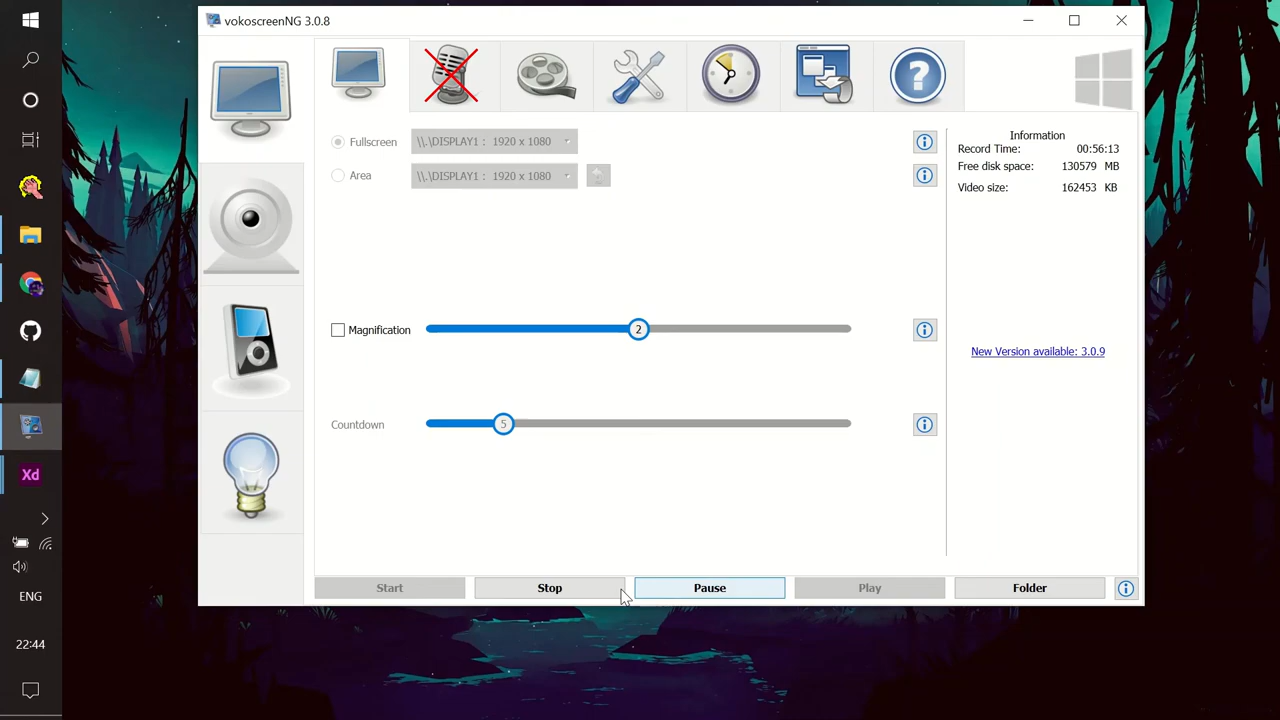 vokoscreenNG 3.0.8
Fullscreen
\\.\DISPLAY1 : 1920 x 1080
Area
\\.\DISPLAY1 : 1920 x 1080
Information
Record Time: 00:56:13
Free disk space: 130579 MB
Video size: 162453 KB
Magnification
2
New Version available: 3.0.9
Countdown
5
Xd
Start
Stop
Pause
Play
Folder
ENG
22:44